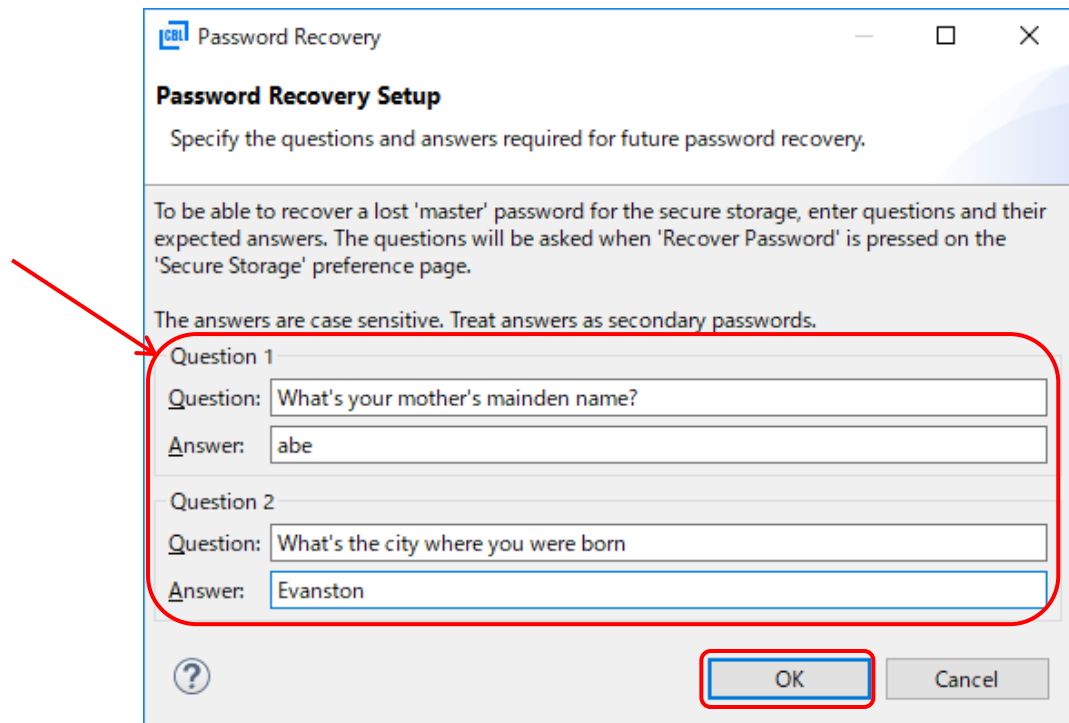 CBL Password Recovery
Password Recovery Setup
Specify the questions and answers required for future password recovery.
To be able to recover a lost 'master' password for the secure storage, enter questions and their
expected answers. The questions will be asked when 'Recover Password' is pressed on the
'Secure Storage' preference page.
The answers are case sensitive. Treat answers as secondary passwords.
Question 1
Question: What's your mother's mainden name?
Answer: abe
Question 2
Question: What's the city where you were born
Answer: Evanston
? OK Cancel